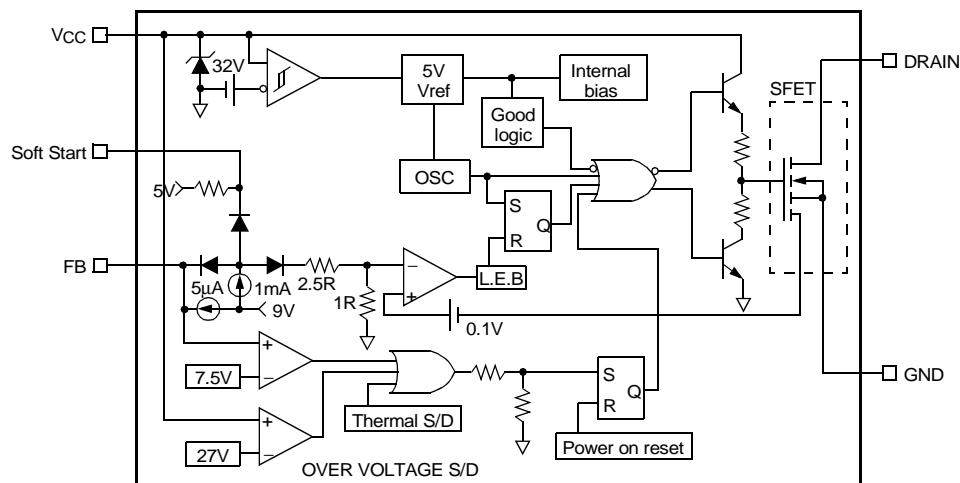 VCC
DRAIN
32V
5V
Vref
Internal
bias
SFET
Good
logic
Soft Start
OSC
5V
S
Q
R
FB
2.5R
L.E.B
5μA
1mA
9V
1R
−
+
0.1V
+
−
7.5V
S
Q
R
GND
Thermal S/D
+
−
27V
Power on reset
OVER VOLTAGE S/D